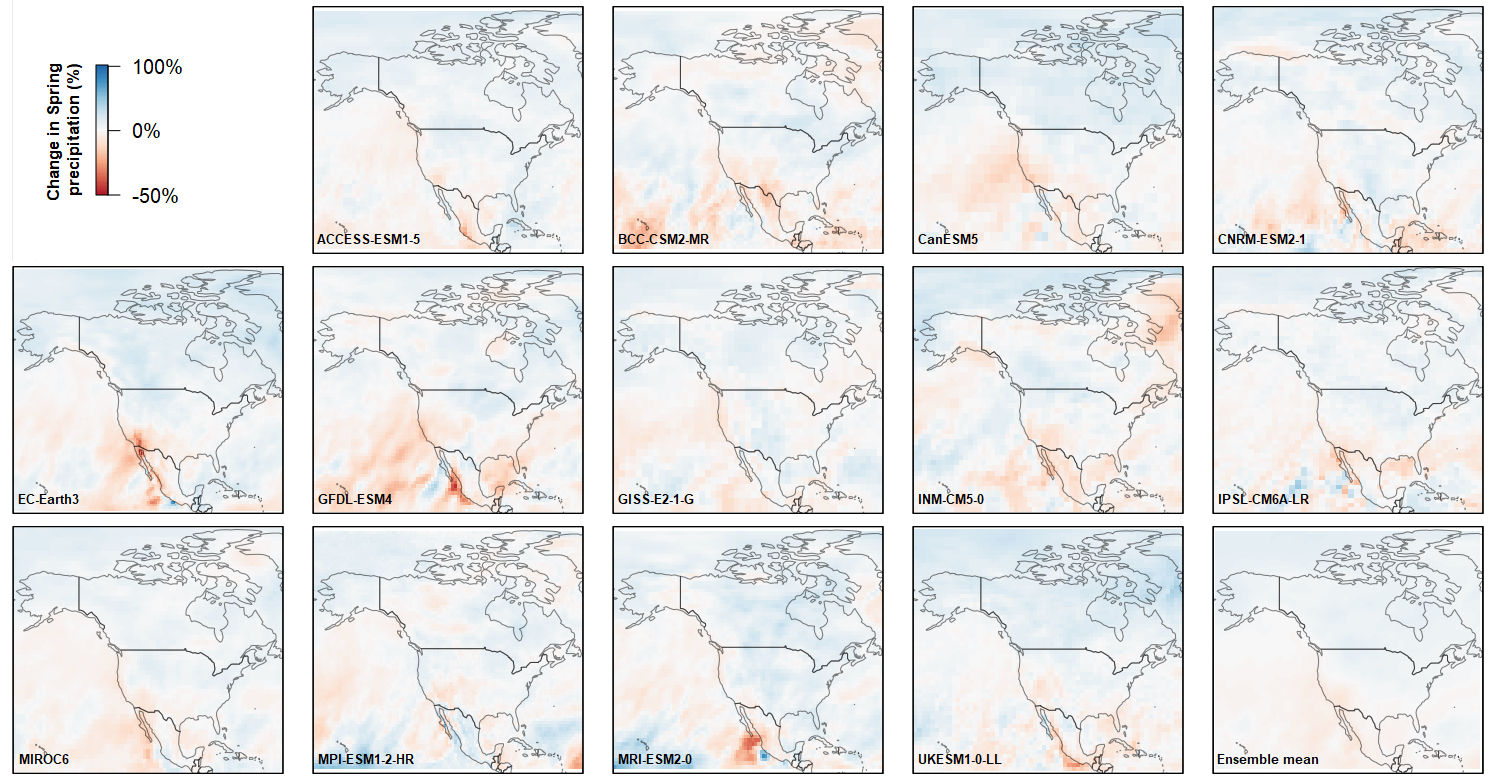 Change in Spring
precipitation (%)
100%
0%
-50%
ACCESS-ESM1-5
BCC-CSM2-MR
CanESM5
CNRM-ESM2-1
EC-Earth3
GFDL-ESM4
GISS-E2-1-G
INM-CM5-0
IPSL-CM6A-LR
MIROC6
MPI-ESM1-2-HR
MRI-ESM2-0
UKESM1-0-LL
Ensemble mean